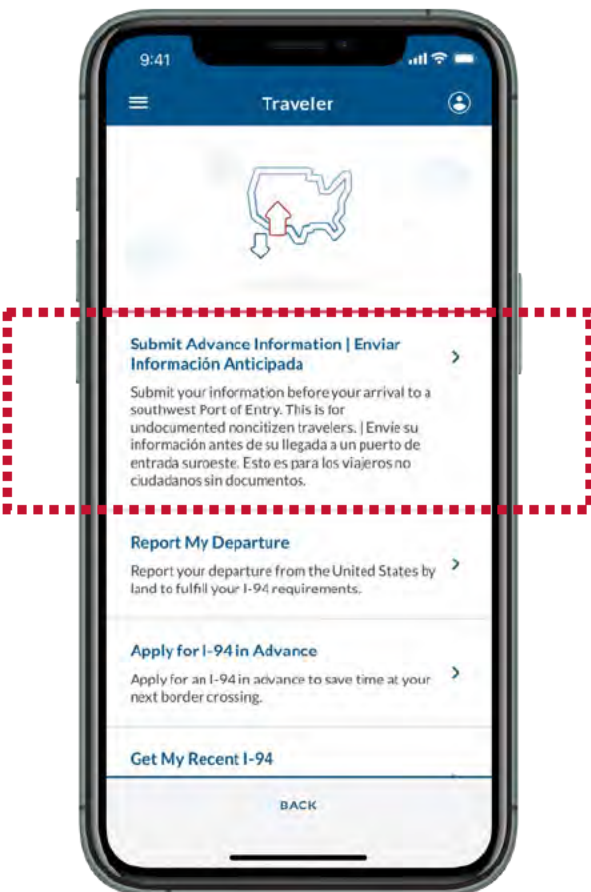 9:41
Traveler
Submit Advance Information | Enviar
Información Anticipada
Submit your information before your arrival to a
southwest Port of Entry. This is for
undocumented noncitizen travelers. | Envíe su
información antes de su llegada a un puerto de
entrada suroeste. Esto es para los viajeros no
ciudadanos sin documentos.
Report My Departure
Report your departure from the United States by
land to fulfill your I-94 requirements.
Apply for I-94 in Advance
Apply for an I-94 in advance to save time at your
next border crossing.
Get My Recent I-94
BACK